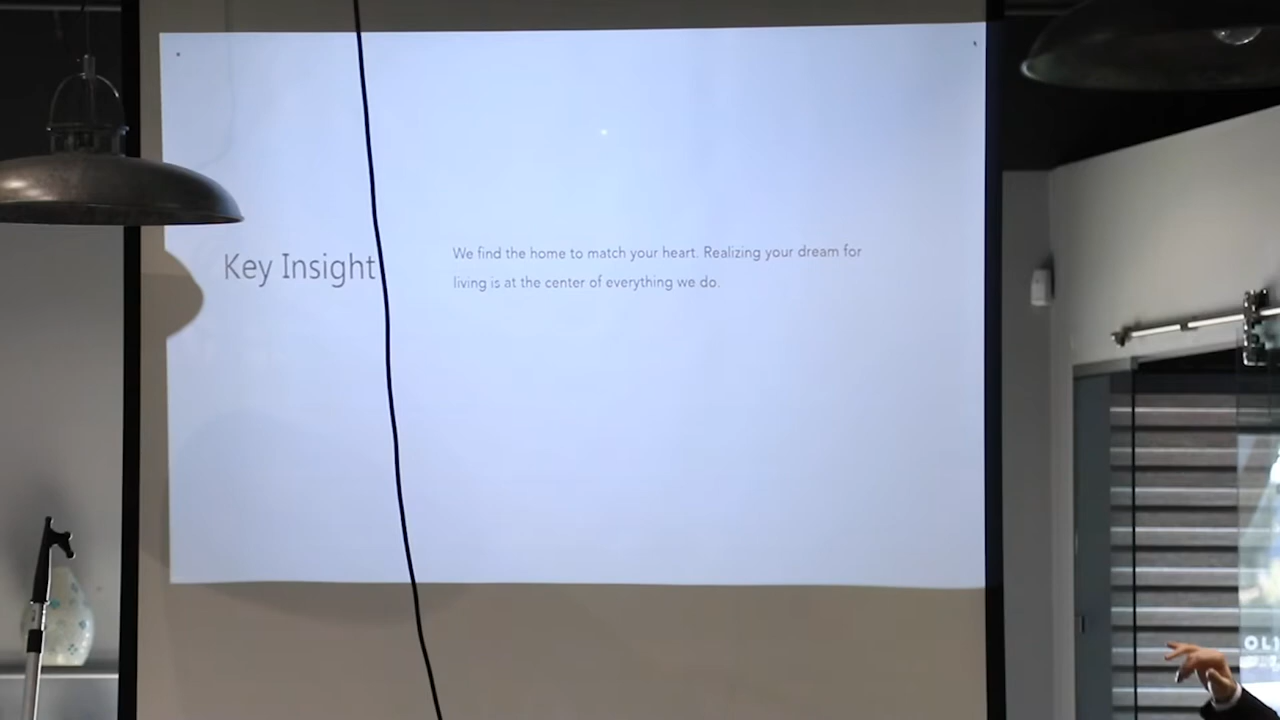 Key Insight
We find the home to match your heart. Realizing your dream for
living is at the center of everything we do.